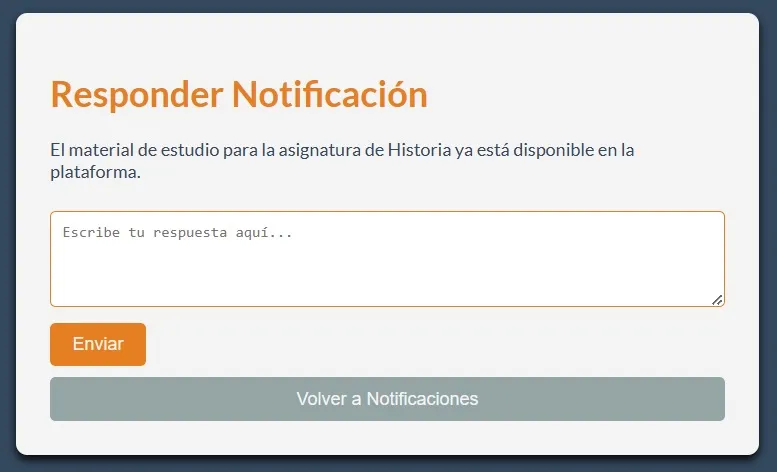 Responder Notificación
El material de estudio para la asignatura de Historia ya está disponible en la
plataforma.
Escribe tu respuesta aquí...
Enviar
Volver a Notificaciones